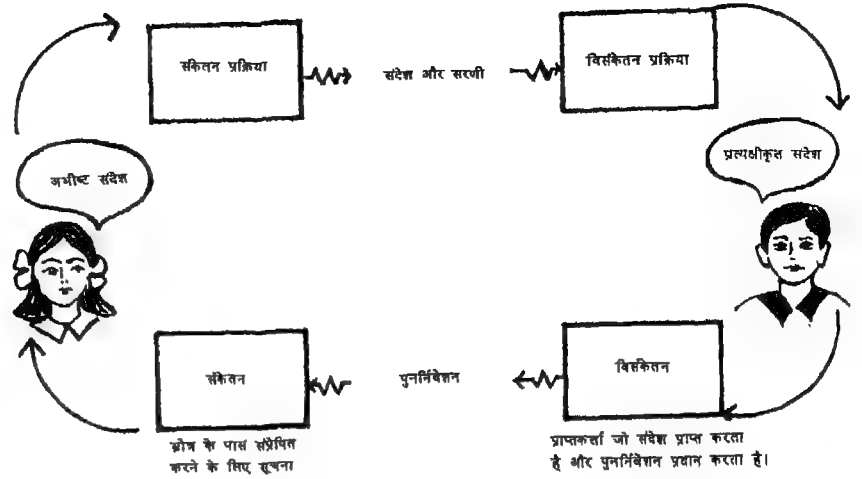 संकेतन प्रक्रिया
संदेश और सरणी
विसंकेतन प्रक्रिया
अभीष्ट संदेश
प्रत्यक्षीकृत संदेश
संकेतन
पुनर्निवेशन
विसंकेतन
स्रोत के पास संप्रेषित
करने के लिए सूचना
प्राप्तकर्त्ता जो संदेश प्राप्त करता
है और पुनर्निवेशन प्रदान करता है।